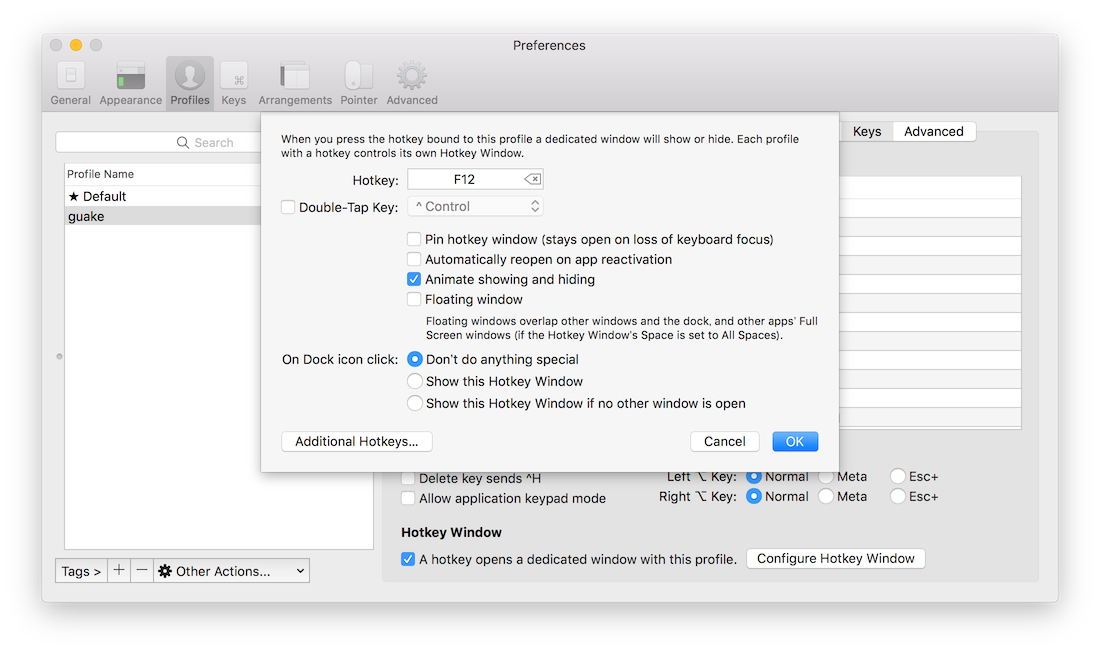 Preferences
General Appearance Profiles Keys Arrangements Pointer Advanced
Search
Profile Name
★ Default
guake
Keys Advanced
When you press the hotkey bound to this profile a dedicated window will show or hide. Each profile
with a hotkey controls its own Hotkey Window.
Hotkey: F12
Double-Tap Key: ^ Control
Pin hotkey window (stays open on loss of keyboard focus)
Automatically reopen on app reactivation
Animate showing and hiding
Floating window
Floating windows overlap other windows and the dock, and other apps' Full
Screen windows (if the Hotkey Window's Space is set to All Spaces).
On Dock icon click: Don't do anything special
Show this Hotkey Window
Show this Hotkey Window if no other window is open
Additional Hotkeys... Cancel OK
Delete key sends ^H Left ⌥ Key: Normal Meta Esc+
Allow application keypad mode Right ⌥ Key: Normal Meta Esc+
Hotkey Window
A hotkey opens a dedicated window with this profile. Configure Hotkey Window
Tags > + − Other Actions...